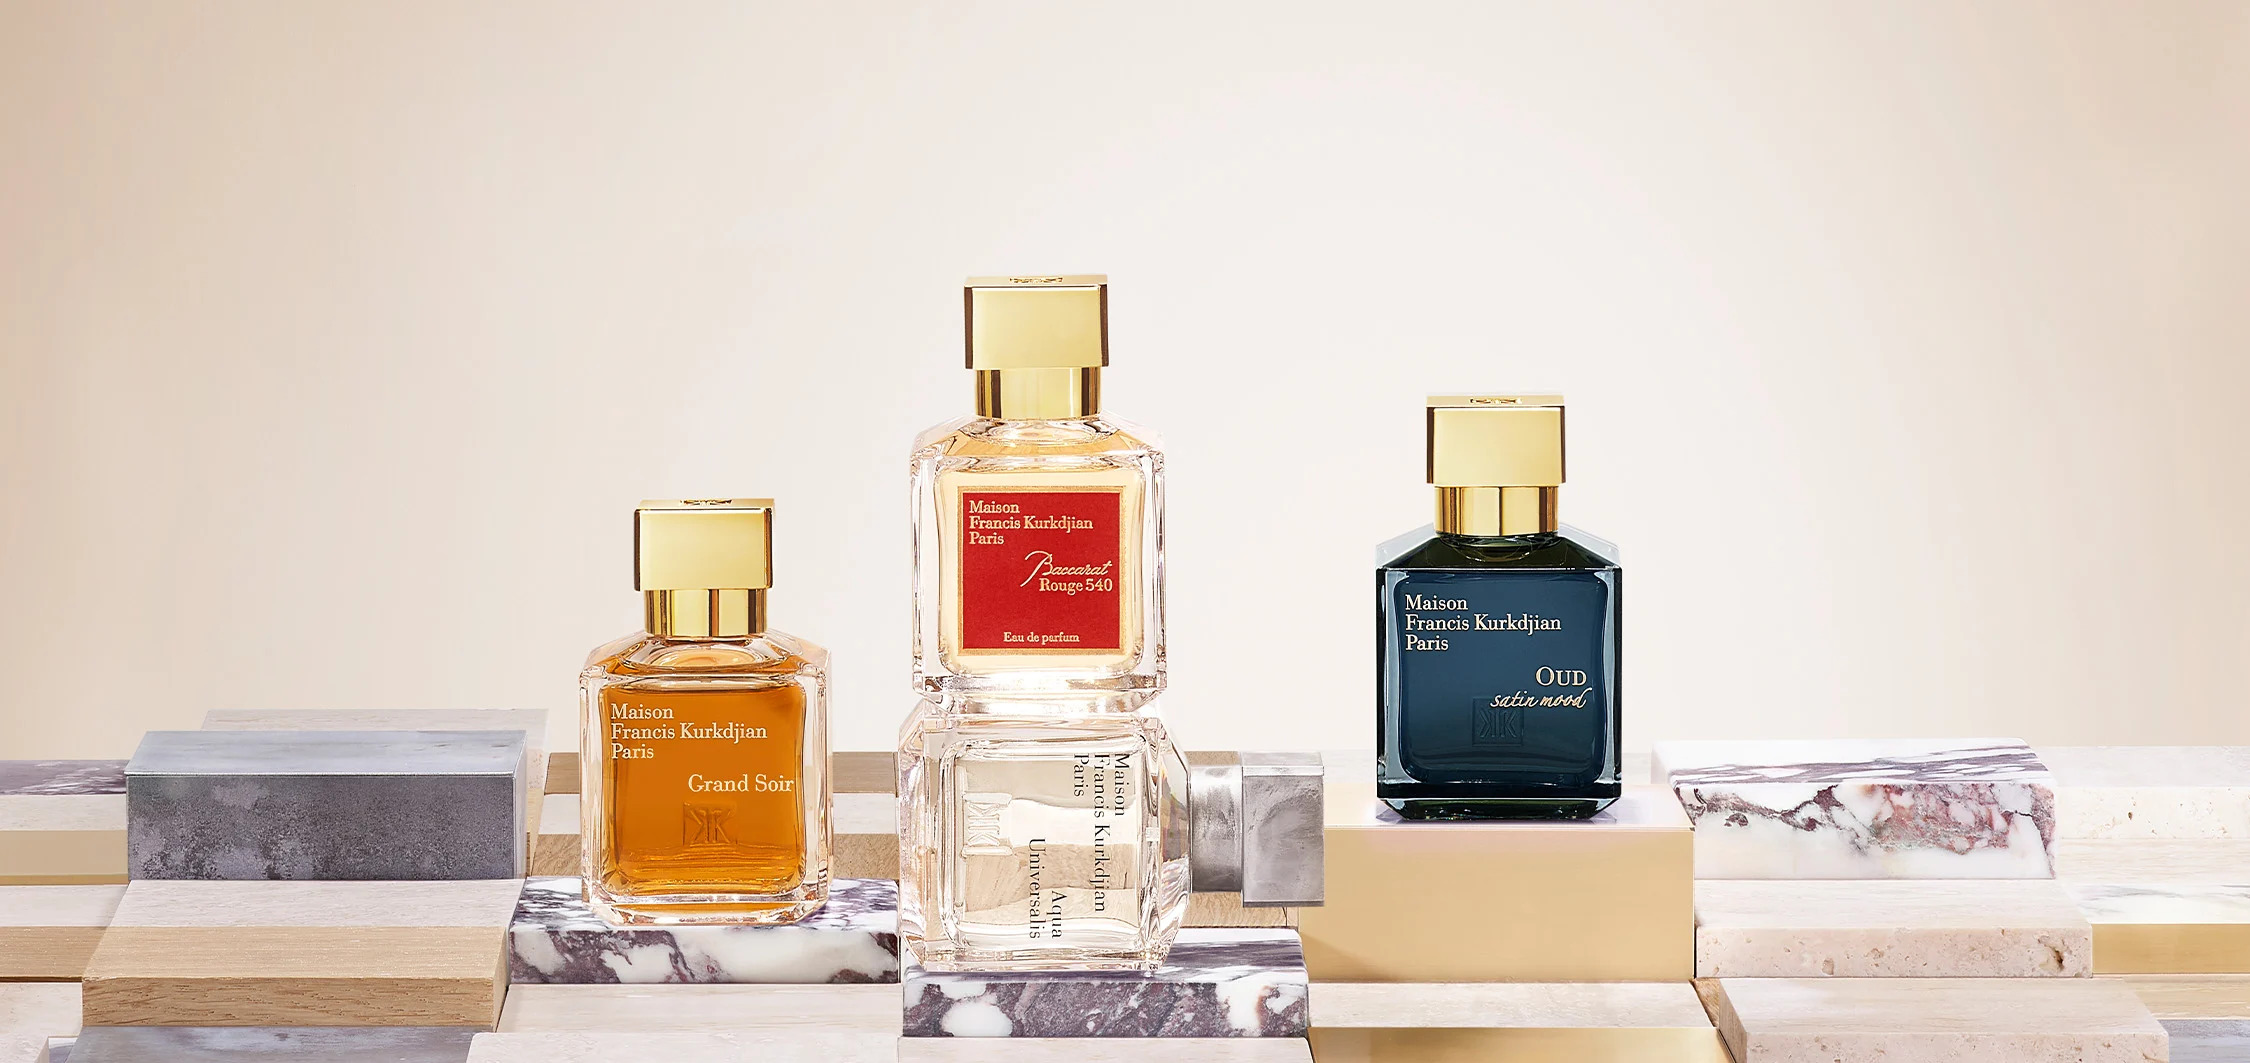 Maison
Francis Kurkdjian
Paris
Grand Soir
Maison
Francis Kurkdjian
Paris
Baccarat
Rouge 540
Eau de parfum
Maison
Francis Kurkdjian
Paris
Aqua
Universalis
Maison
Francis Kurkdjian
Paris
OUD
satin mood